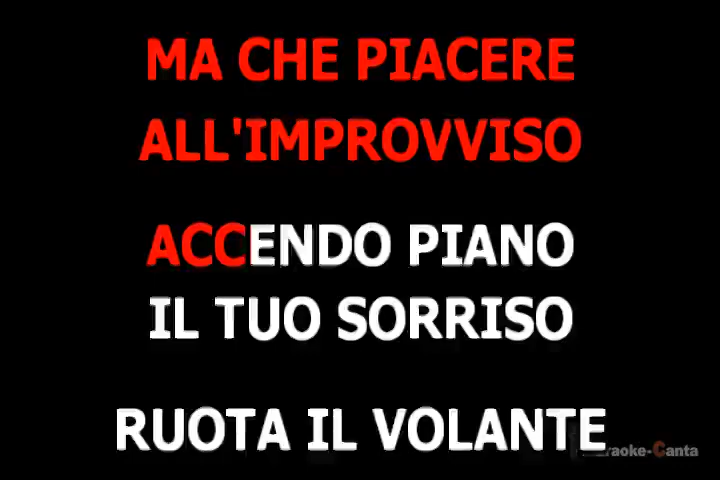 MA CHE PIACERE
ALL'IMPROVVISO
ACCENDO PIANO
IL TUO SORRISO
RUOTA IL VOLANTE